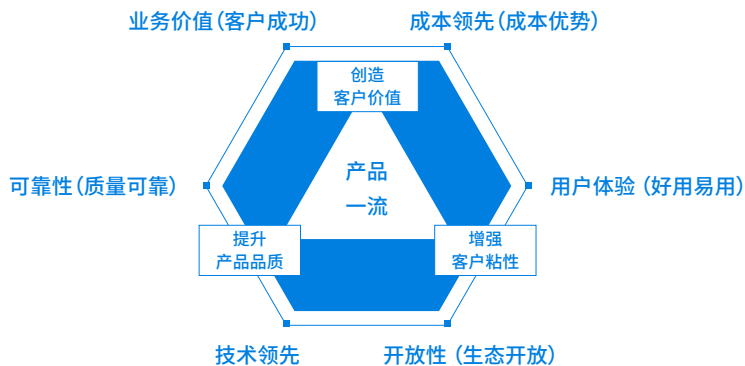 业务价值(客户成功)
成本领先(成本优势)
创造
客户价值
产品
一流
可靠性(质量可靠)
用户体验(好用易用)
提升
产品品质
增强
客户粘性
技术领先
开放性(生态开放)